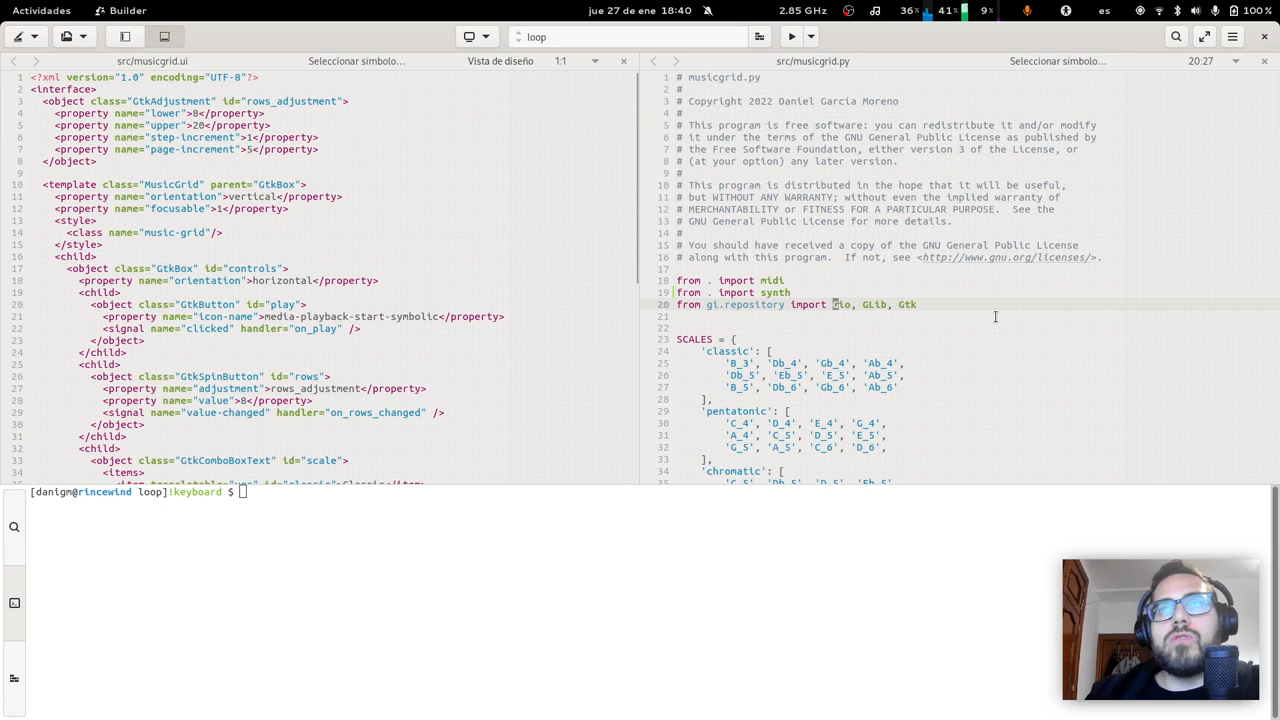 Actividades Builder jue 27 de ene 18:40 2.85 GHz 36% 41% 9% es 100 %
loop
src/musicgrid.ui Seleccionar símbolo… Vista de diseño 1:1
1 <?xml version="1.0" encoding="UTF-8"?>
2 <interface>
3 <object class="GtkAdjustment" id="rows_adjustment">
4 <property name="lower">8</property>
5 <property name="upper">20</property>
6 <property name="step-increment">1</property>
7 <property name="page-increment">5</property>
8 </object>
9
10 <template class="MusicGrid" parent="GtkBox">
11 <property name="orientation">vertical</property>
12 <property name="focusable">1</property>
13 <style>
14 <class name="music-grid"/>
15 </style>
16 <child>
17 <object class="GtkBox" id="controls">
18 <property name="orientation">horizontal</property>
19 <child>
20 <object class="GtkButton" id="play">
21 <property name="icon-name">media-playback-start-symbolic</property>
22 <signal name="clicked" handler="on_play" />
23 </object>
24 </child>
25 <child>
26 <object class="GtkSpinButton" id="rows">
27 <property name="adjustment">rows_adjustment</property>
28 <property name="value">8</property>
29 <signal name="value-changed" handler="on_rows_changed" />
30 </object>
31 </child>
32 <child>
33 <object class="GtkComboBoxText" id="scale">
34 <items>
src/musicgrid.py Seleccionar símbolo… 20:27
1 # musicgrid.py
2 #
3 # Copyright 2022 Daniel García Moreno
4 #
5 # This program is free software: you can redistribute it and/or modify
6 # it under the terms of the GNU General Public License as published by
7 # the Free Software Foundation, either version 3 of the License, or
8 # (at your option) any later version.
9 #
10 # This program is distributed in the hope that it will be useful,
11 # but WITHOUT ANY WARRANTY; without even the implied warranty of
12 # MERCHANTABILITY or FITNESS FOR A PARTICULAR PURPOSE. See the
13 # GNU General Public License for more details.
14 #
15 # You should have received a copy of the GNU General Public License
16 # along with this program. If not, see <http://www.gnu.org/licenses/>.
17
18 from . import midi
19 from . import synth
20 from gi.repository import Gio, GLib, Gtk
21
22
23 SCALES = {
24 'classic': [
25 'B_3', 'Db_4', 'Gb_4', 'Ab_4',
26 'Db_5', 'Eb_5', 'E_5', 'Ab_5',
27 'B_5', 'Db_6', 'Gb_6', 'Ab_6'
28 ],
29 'pentatonic': [
30 'C_4', 'D_4', 'E_4', 'G_4',
31 'A_4', 'C_5', 'D_5', 'E_5',
32 'G_5', 'A_5', 'C_6', 'D_6'
33 ],
34 'chromatic': [
[danigm@rincewind loop]!keyboard $